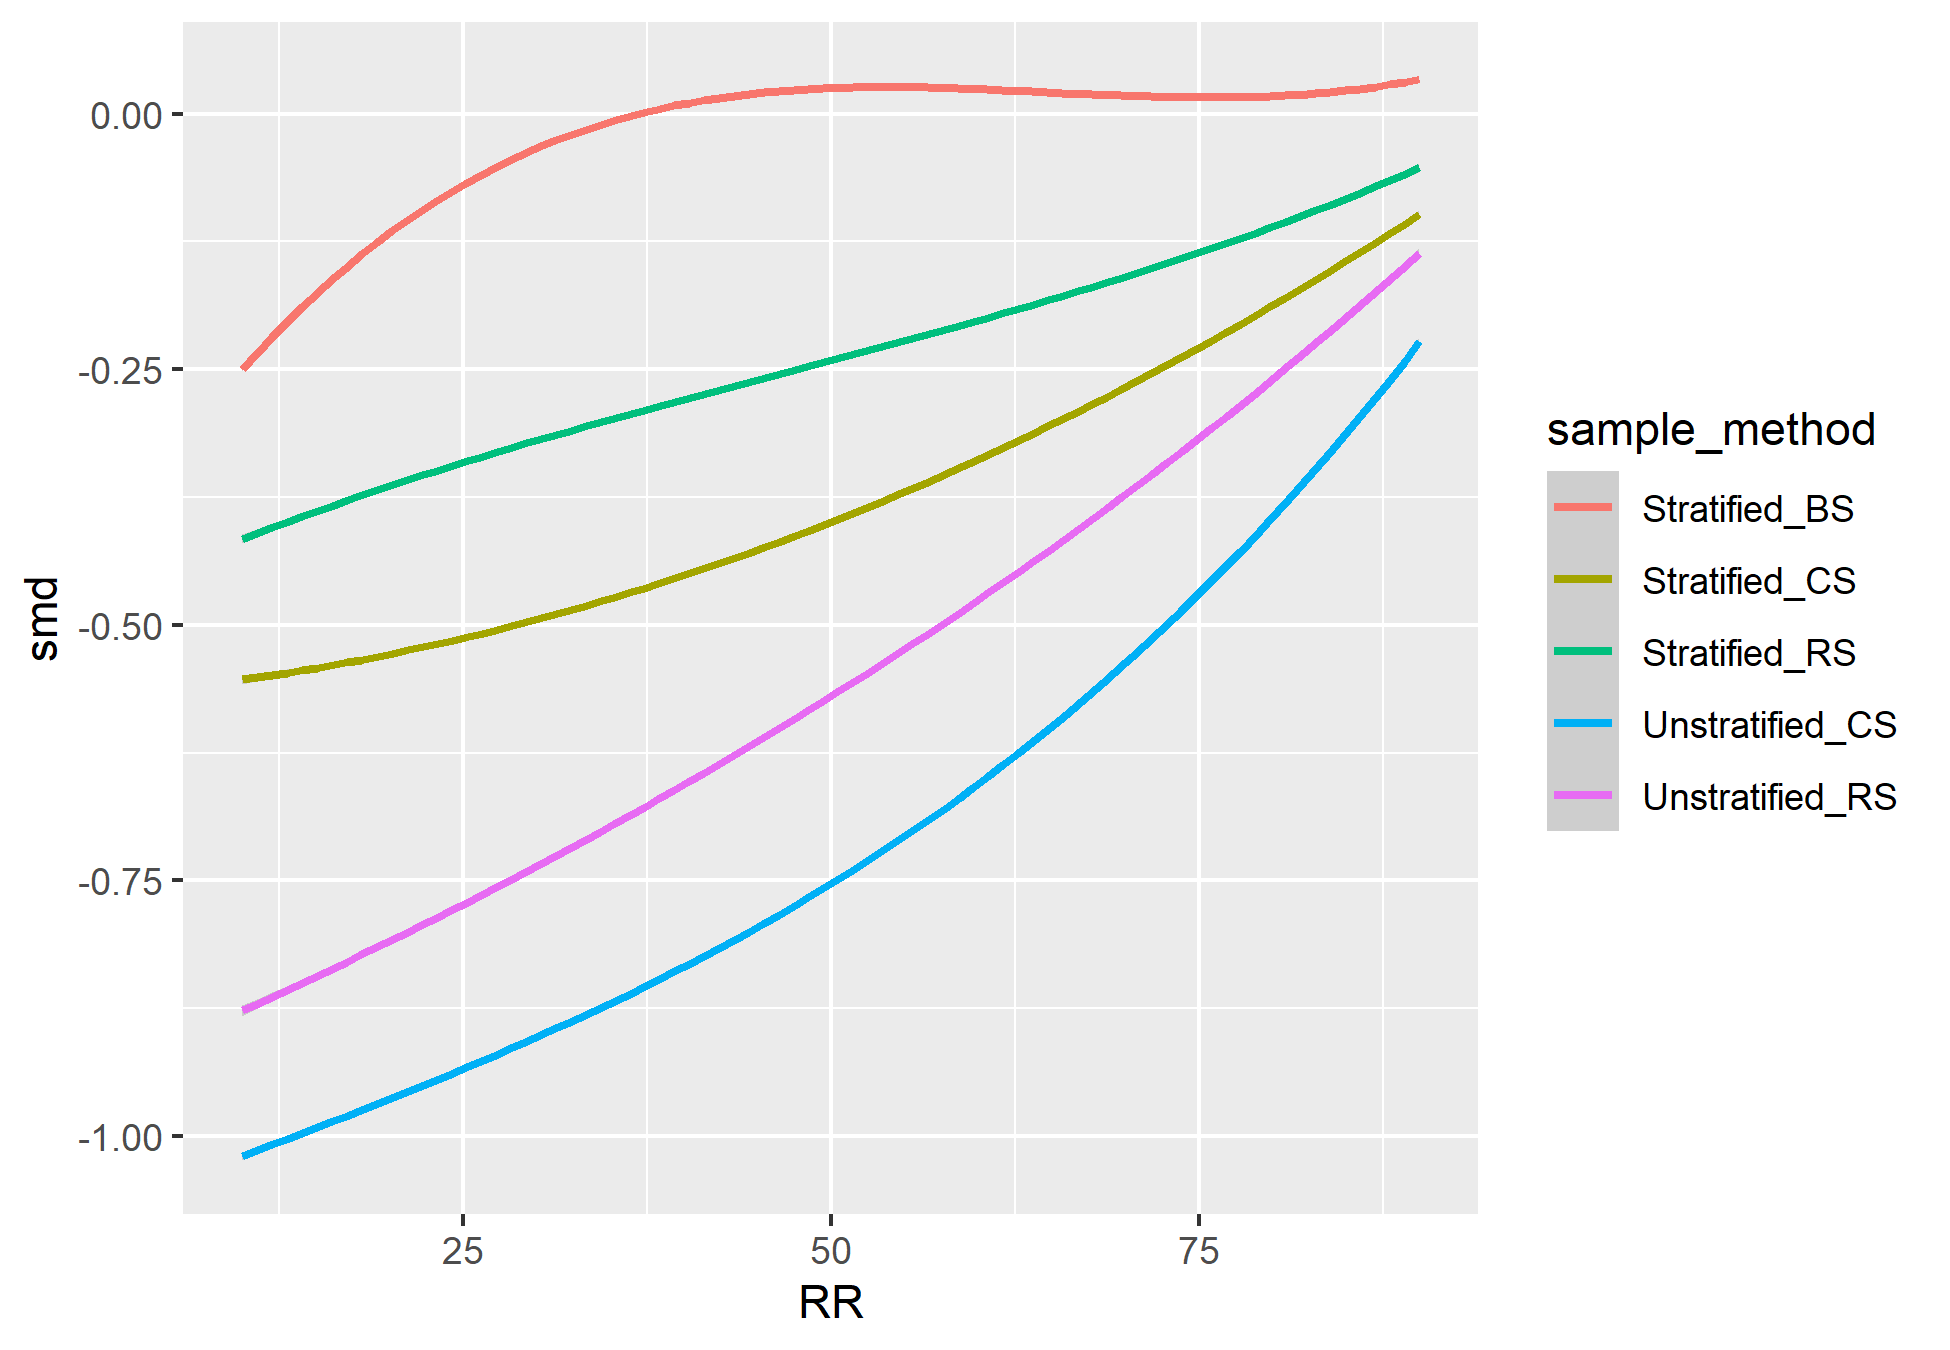 0.00
-0.25
-0.50
-0.75
-1.00
smd
25
50
75
RR
sample_method
Stratified_BS
Stratified_CS
Stratified_RS
Unstratified_CS
Unstratified_RS